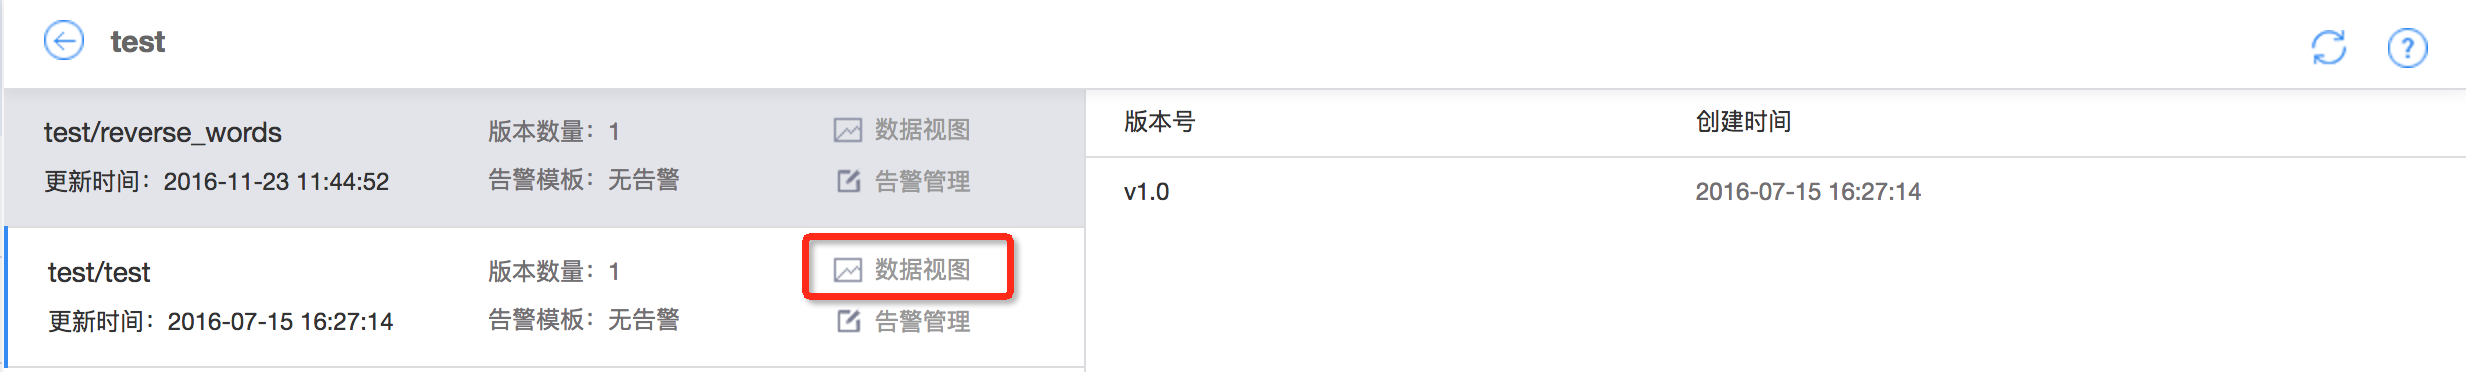 test
test/reverse_words
版本数量：1
数据视图
更新时间：2016-11-23 11:44:52
告警模板：无告警
告警管理
test/test
版本数量：1
数据视图
更新时间：2016-07-15 16:27:14
告警模板：无告警
告警管理
版本号
创建时间
v1.0
2016-07-15 16:27:14